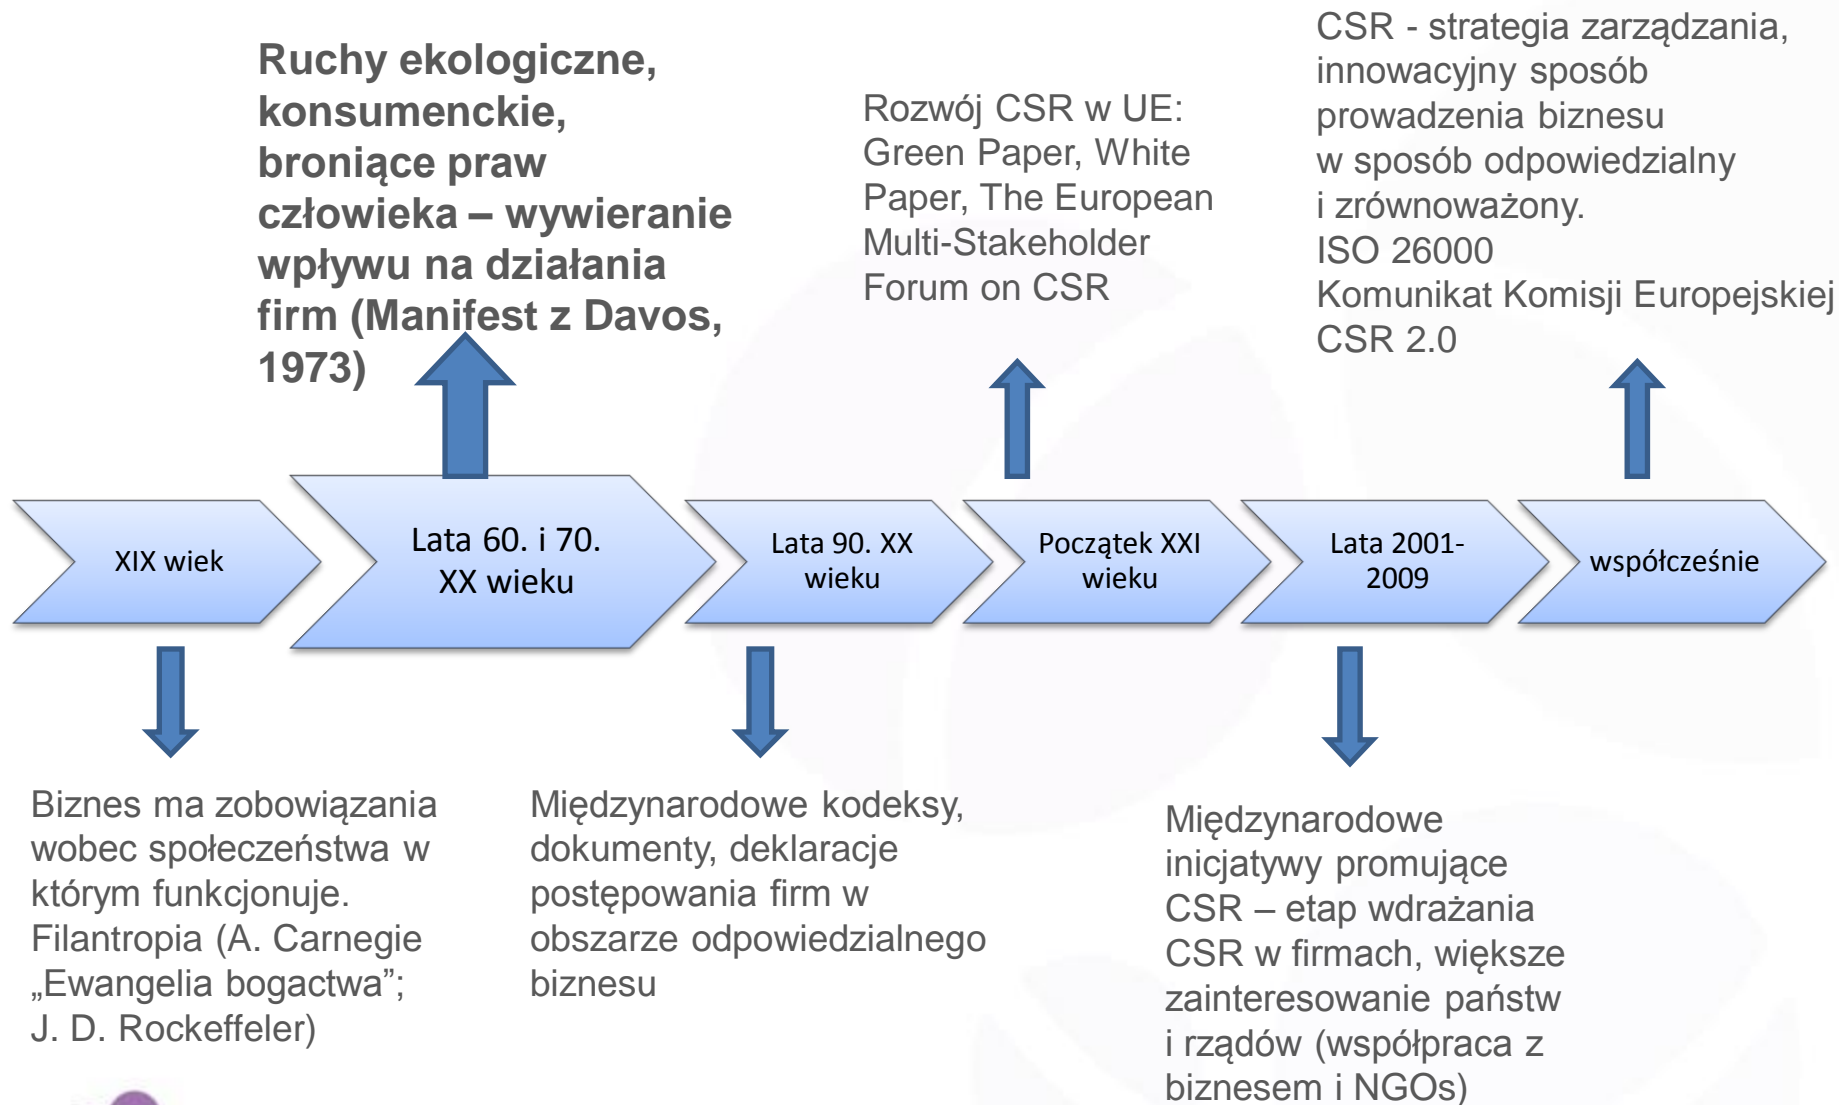 Ruchy ekologiczne,
konsumenckie,
broniące praw
człowieka – wywieranie
wpływu na działania
firm (Manifest z Davos,
1973)
Rozwój CSR w UE:
Green Paper, White
Paper, The European
Multi-Stakeholder
Forum on CSR
CSR - strategia zarządzania,
innowacyjny sposób
prowadzenia biznesu
w sposób odpowiedzialny
i zrównoważony.
ISO 26000
Komunikat Komisji Europejskiej
CSR 2.0
XIX wiek
Lata 60. i 70.
XX wieku
Lata 90. XX
wieku
Początek XXI
wieku
Lata 2001-
2009
współcześnie
Biznes ma zobowiązania
wobec społeczeństwa w
którym funkcjonuje.
Filantropia (A. Carnegie
„Ewangelia bogactwa”;
J. D. Rockeffeler)
Międzynarodowe kodeksy,
dokumenty, deklaracje
postępowania firm w
obszarze odpowiedzialnego
biznesu
Międzynarodowe
inicjatywy promujące
CSR – etap wdrażania
CSR w firmach, większe
zainteresowanie państw
i rządów (współpraca z
biznesem i NGOs)